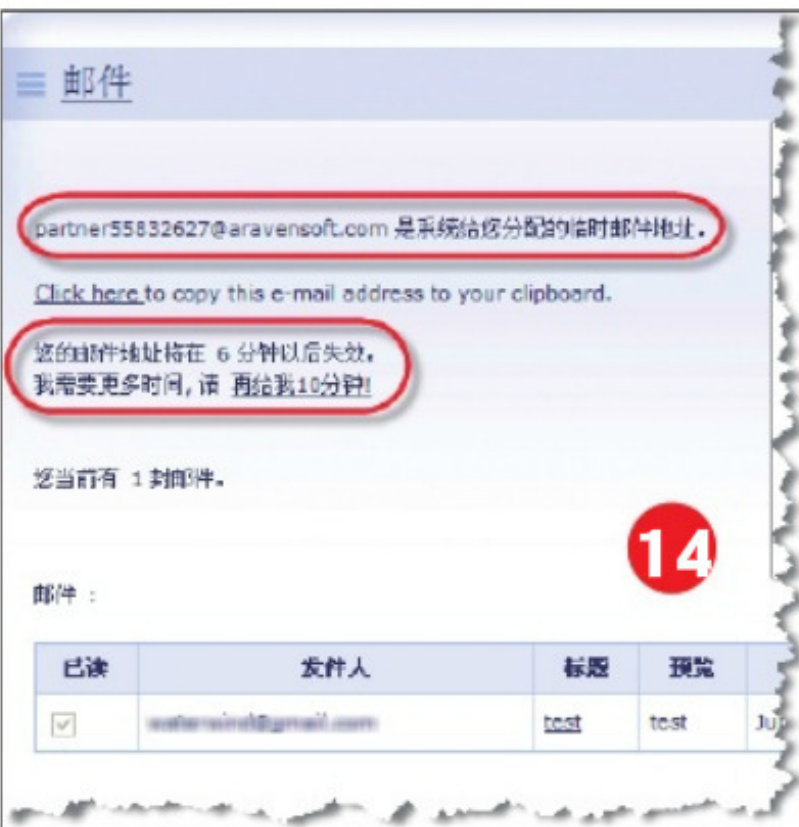 邮件
partner55832627@aravensoft.com 是系统给您分配的临时邮件地址。
Click here to copy this e-mail address to your clipboard.
您的邮件地址将在 6 分钟以后失效。
我需要更多时间, 请 再给我10分钟!
您当前有 1 封邮件。
14
邮件 :
已读 发件人 标题 预览
test test